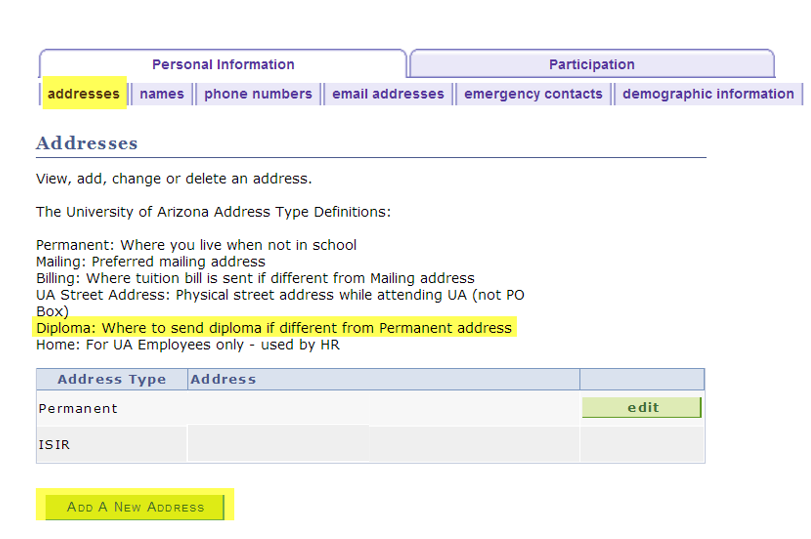 Personal Information Participation
addresses names phone numbers email addresses emergency contacts demographic information
Addresses
View, add, change or delete an address.
The University of Arizona Address Type Definitions:
Permanent: Where you live when not in school
Mailing: Preferred mailing address
Billing: Where tuition bill is sent if different from Mailing address
UA Street Address: Physical street address while attending UA (not PO
Box)
Diploma: Where to send diploma if different from Permanent address
Home: For UA Employees only - used by HR
Address Type Address
Permanent edit
ISIR
Add A New Address